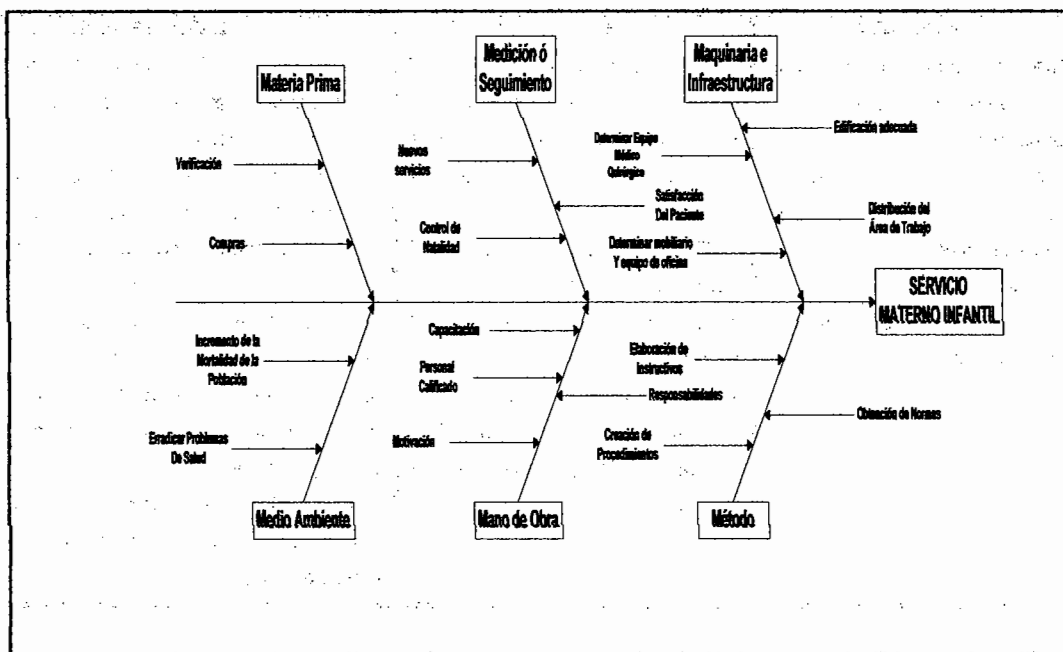 Materia Prima
Medición ó
Seguimiento
Maquinaria e
Infraestructura
Verificación
Compras
Nuevos
servicios
Control de
Natalidad
Satisfacción
Del Paciente
Determinar Equipo
Médico
Quirúrgico
Determinar mobiliario
Y equipo de oficina
Edificación adecuada
Distribución del
Área de Trabajo
SERVICIO
MATERNO INFANTIL
Incremento de la
Mortalidad de la
Población
Erradicar Problemas
De Salud
Capacitación
Personal
Calificado
Responsabilidades
Motivación
Elaboración de
Instructivos
Obtención de Normas
Creación de
Procedimientos
Medio Ambiente
Mano de Obra
Método